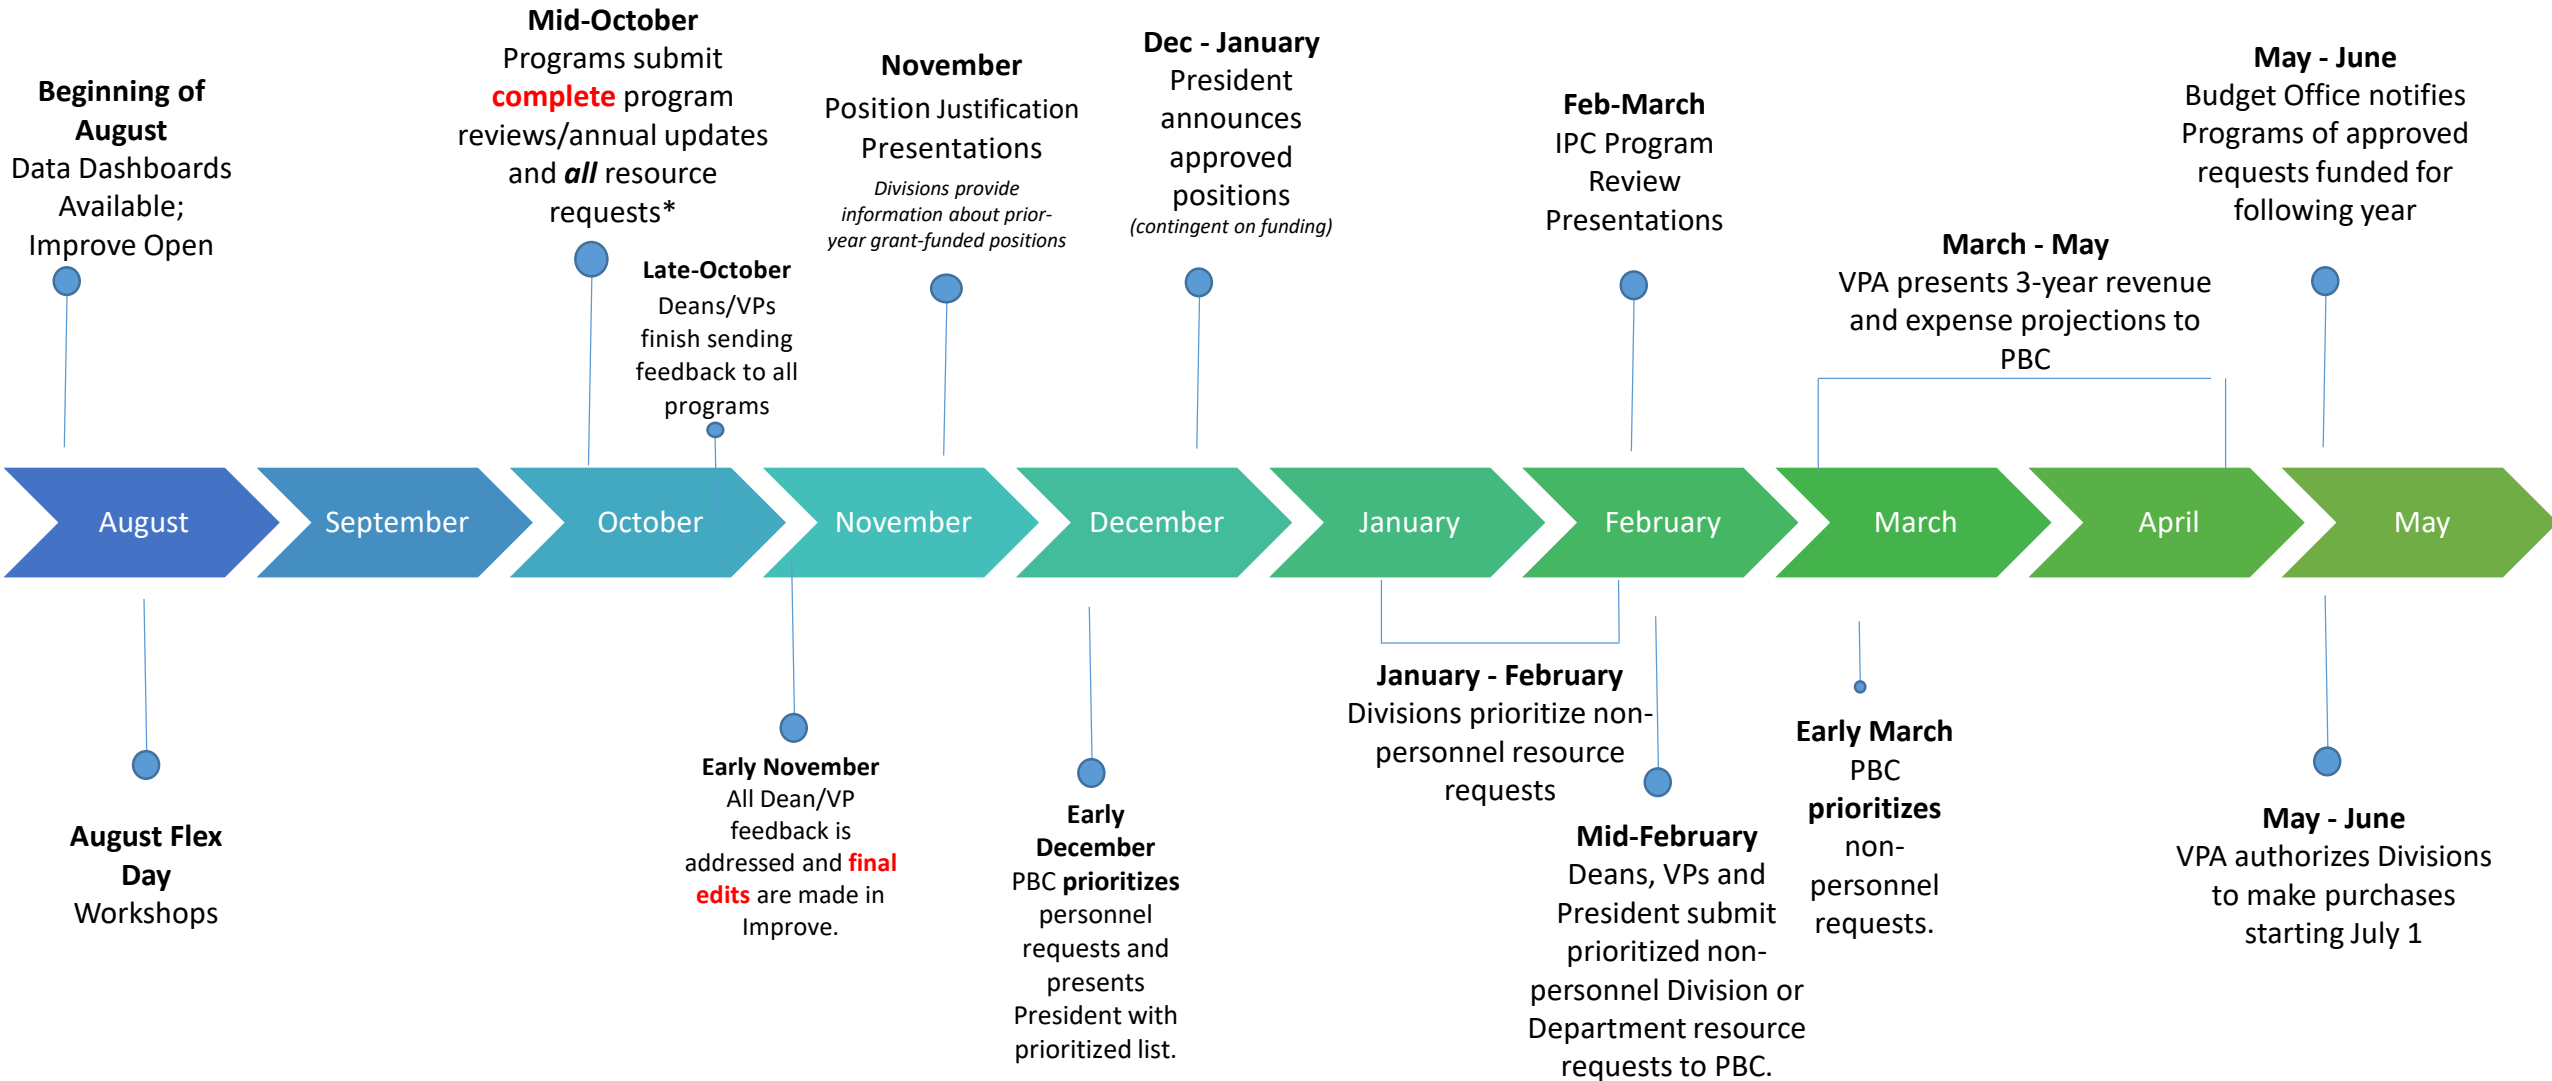 Beginning of
August
Data Dashboards
Available;
Improve Open
Mid-October
Programs submit
complete program
reviews/annual updates
and all resource
requests*
Late-October
Deans/VPs
finish sending
feedback to all
programs
November
Position Justification
Presentations
Divisions provide
information about prior-
year grant-funded positions
Dec - January
President
announces
approved
positions
(contingent on funding)
Feb-March
IPC Program
Review
Presentations
March - May
VPA presents 3-year revenue
and expense projections to
PBC
May - June
Budget Office notifies
Programs of approved
requests funded for
following year
August
September
October
November
December
January
February
March
April
May
August Flex
Day
Workshops
Early November
All Dean/VP
feedback is
addressed and final
edits are made in
Improve.
Early
December
PBC prioritizes
personnel
requests and
presents
President with
prioritized list.
January - February
Divisions prioritize non-
personnel resource
requests
Mid-February
Deans, VPs and
President submit
prioritized non-
personnel Division or
Department resource
requests to PBC.
Early March
PBC
prioritizes
non-
personnel
requests.
May - June
VPA authorizes Divisions
to make purchases
starting July 1